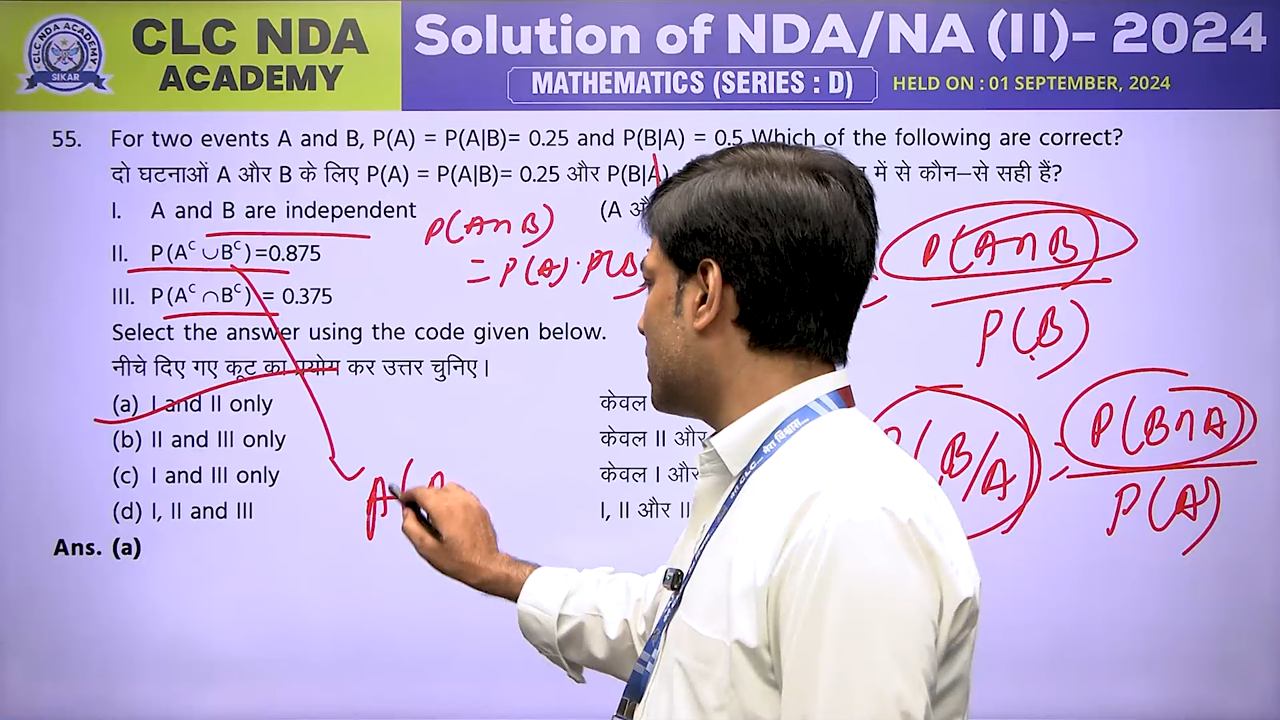 CLC NDA ACADEMY
SIKAR
CLC NDA
ACADEMY
Solution of NDA/NA (II)- 2024
MATHEMATICS (SERIES : D)
HELD ON : 01 SEPTEMBER, 2024
55. For two events A and B, P(A) = P(A|B)= 0.25 and P(B|A) = 0.5 Which of the following are correct?
दो घटनाओं A और B के लिए P(A) = P(A|B)= 0.25 और P(B|A) में से कौन–से सही हैं?
I. A and B are independent (A
P(A∩B)
= P(A) .
P(A∩B)
P(B)
II. P(Aᶜ ∪Bᶜ)=0.875
III. P(Aᶜ ∩Bᶜ) = 0.375
Select the answer using the code given below.
नीचे दिए गए कूट का प्रयोग कर उत्तर चुनिए।
(a) I and II only केवल
(b) II and III only केवल II और
(c) I and III only केवल I और
(d) I, II and III I, II और
(B/A) = P(B∩A)
P(A)
Ans. (a)